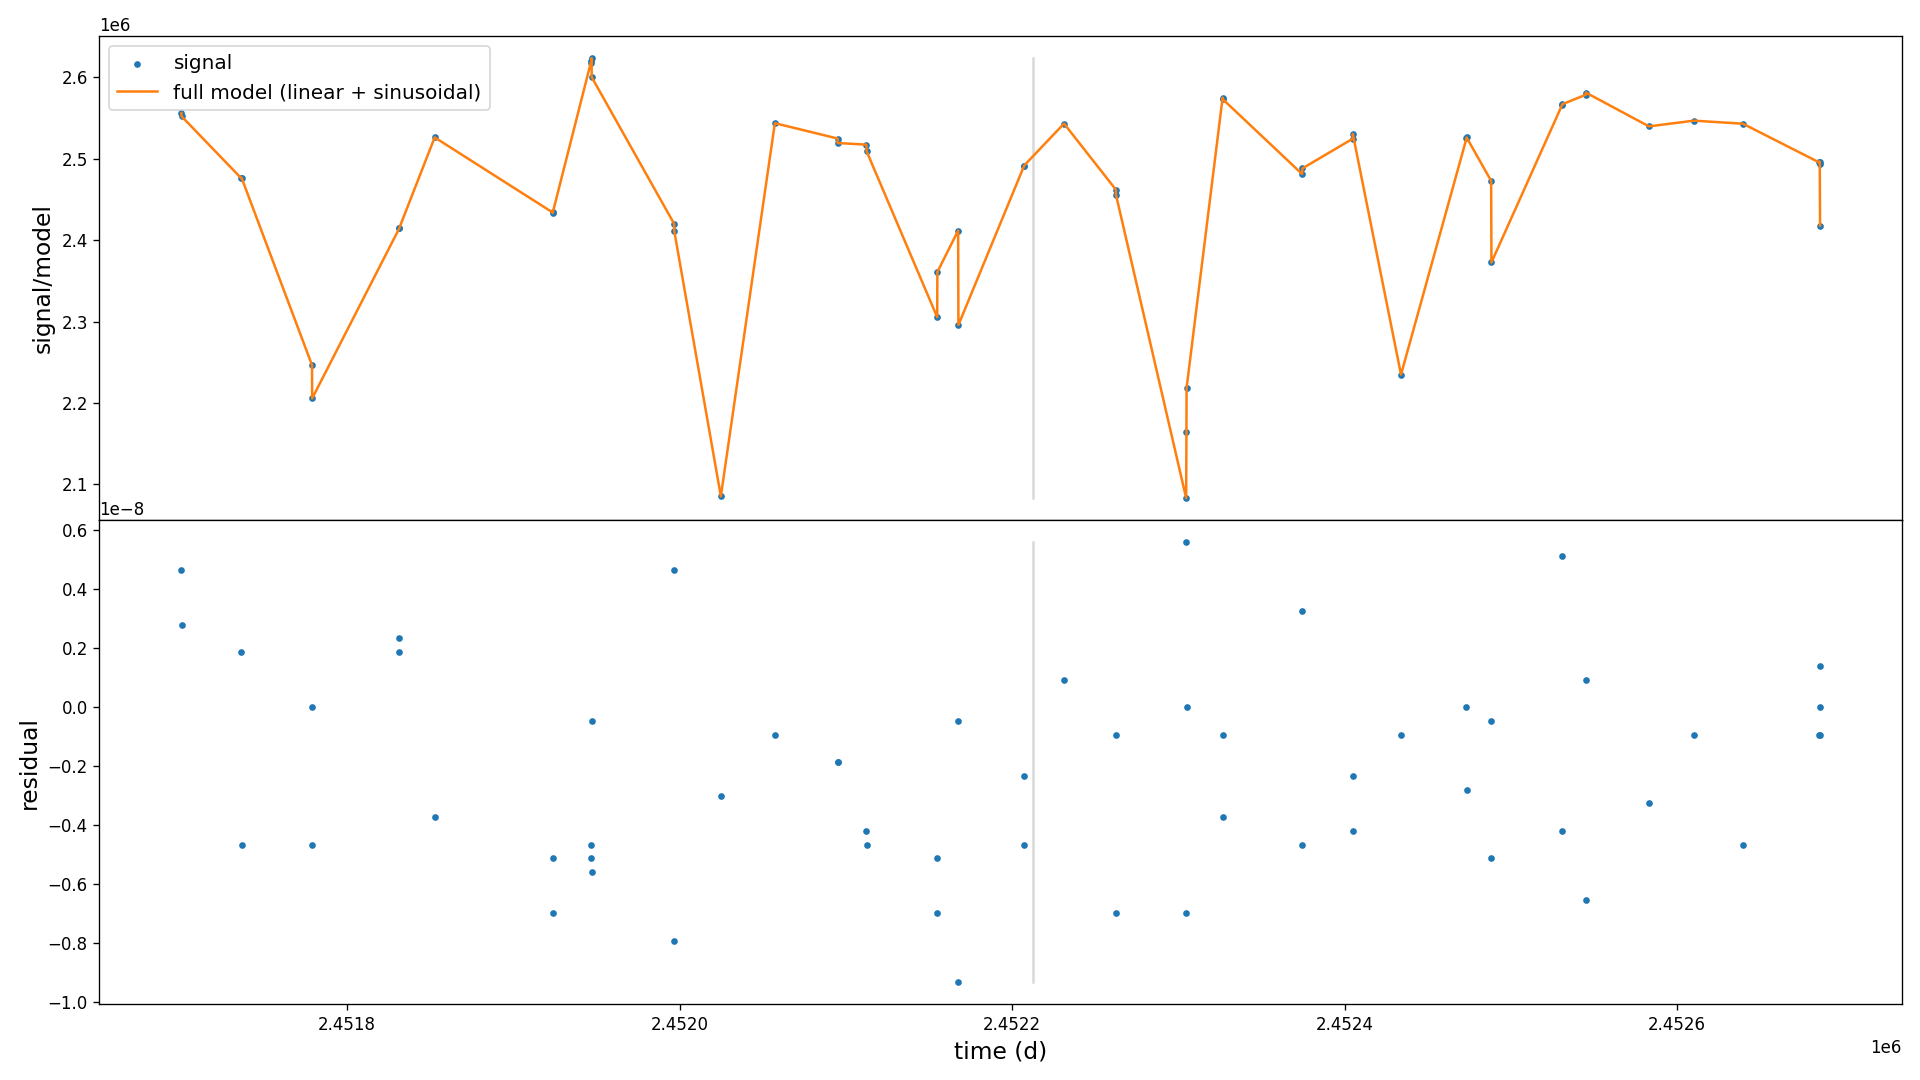 1e6
signal
full model (linear + sinusoidal)
2.6
2.5
2.4
2.3
2.2
2.1
signal/model
1e−8
0.6
0.4
0.2
0.0
−0.2
−0.4
−0.6
−0.8
−1.0
residual
2.4518
2.4520
2.4522
2.4524
2.4526
1e6
time (d)